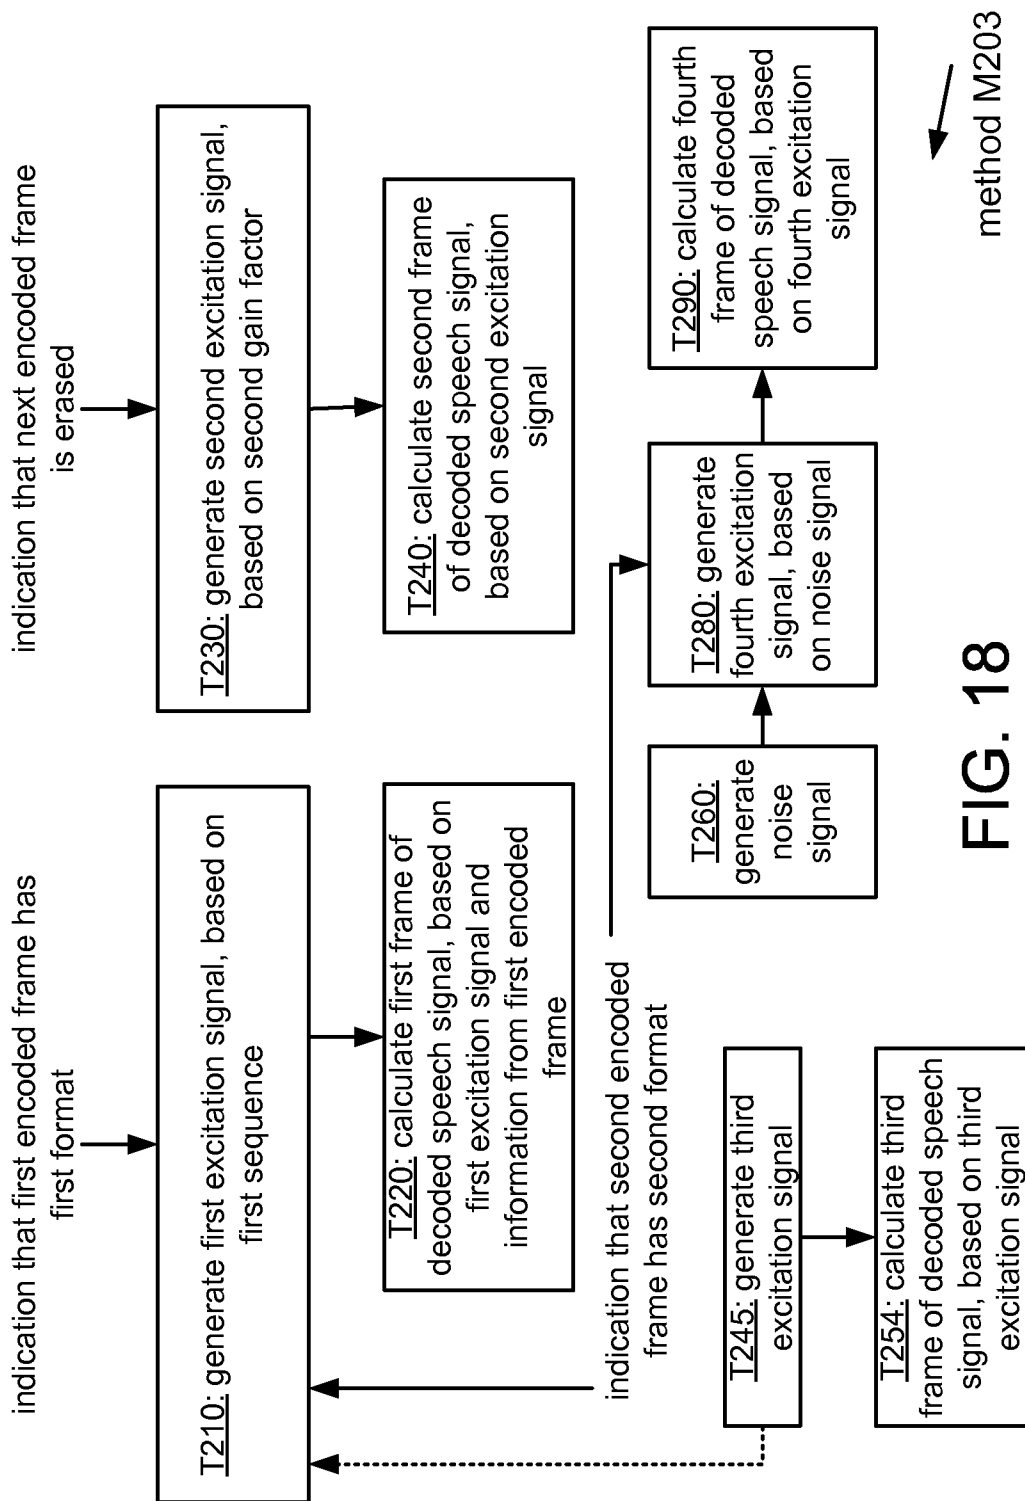 indication that first encoded frame has
first format
T210: generate first excitation signal, based on
first sequence
T220: calculate first frame of
decoded speech signal, based on
first excitation signal and
information from first encoded
frame
indication that next encoded frame
is erased
T230: generate second excitation signal,
based on second gain factor
T240: calculate second frame
of decoded speech signal,
based on second excitation
signal
indication that second encoded
frame has second format
T245: generate third
excitation signal
T254: calculate third
frame of decoded speech
signal, based on third
excitation signal
T260:
generate
noise
signal
T280: generate
fourth excitation
signal, based
on noise signal
T290: calculate fourth
frame of decoded
speech signal, based
on fourth excitation
signal
method M203
FIG. 18